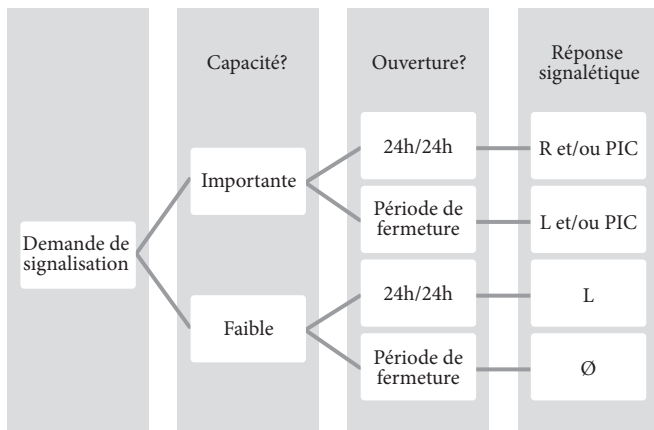 Capacité?
Ouverture?
Réponse
signalétique
Demande de
signalisation
Importante
24h/24h
R et/ou PIC
Période de
fermeture
L et/ou PIC
Faible
24h/24h
L
Période de
fermeture
Ø